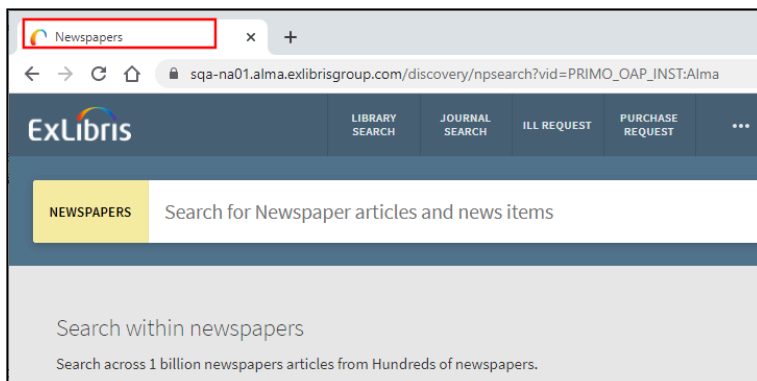 Newspapers
sqa-na01.alma.exlibrisgroup.com/discovery/npsearch?vid=PRIMO_OAP_INST:Alma
ExLibris
LIBRARY
SEARCH
JOURNAL
SEARCH
ILL REQUEST
PURCHASE
REQUEST
NEWSPAPERS
Search for Newspaper articles and news items
Search within newspapers
Search across 1 billion newspapers articles from Hundreds of newspapers.